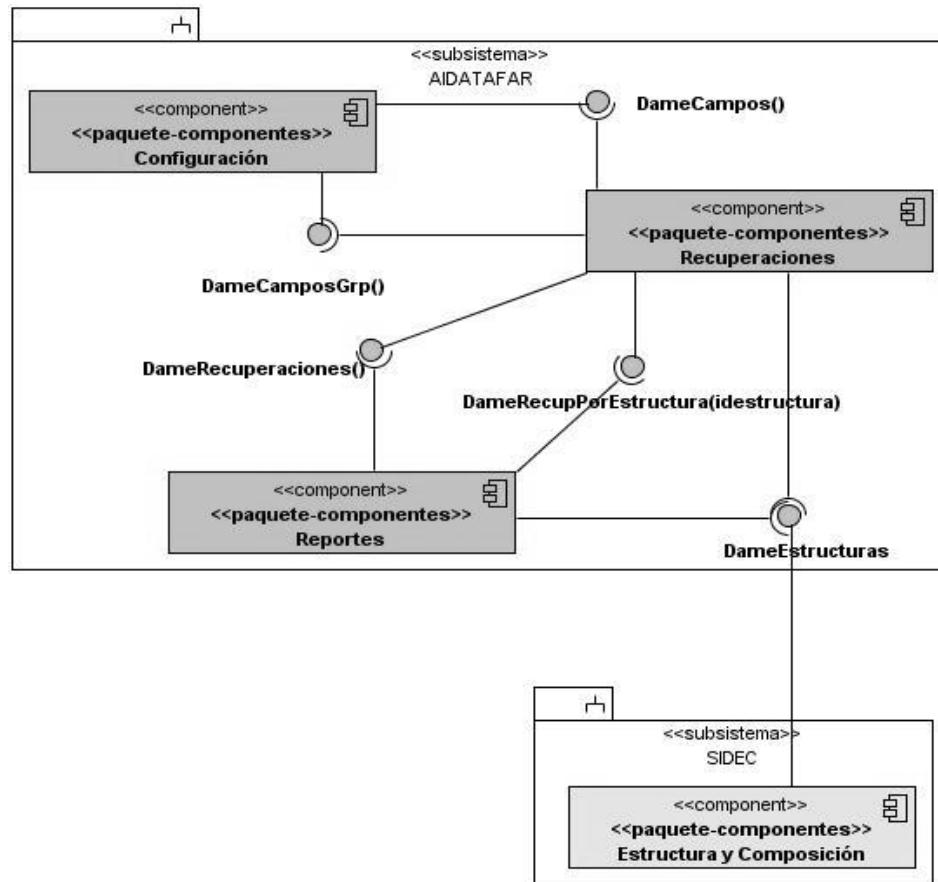 <<subsistema>>
AIDATAFAR
<<component>>
<<paquete-componentes>>
Configuración
DameCampos()
<<component>>
<<paquete-componentes>>
Recuperaciones
DameCamposGrp()
DameRecuperaciones()
DameRecupPorEstructura(idestructura)
<<component>>
<<paquete-componentes>>
Reportes
DameEstructuras
<<subsistema>>
SIDEC
<<component>>
<<paquete-componentes>>
Estructura y Composición